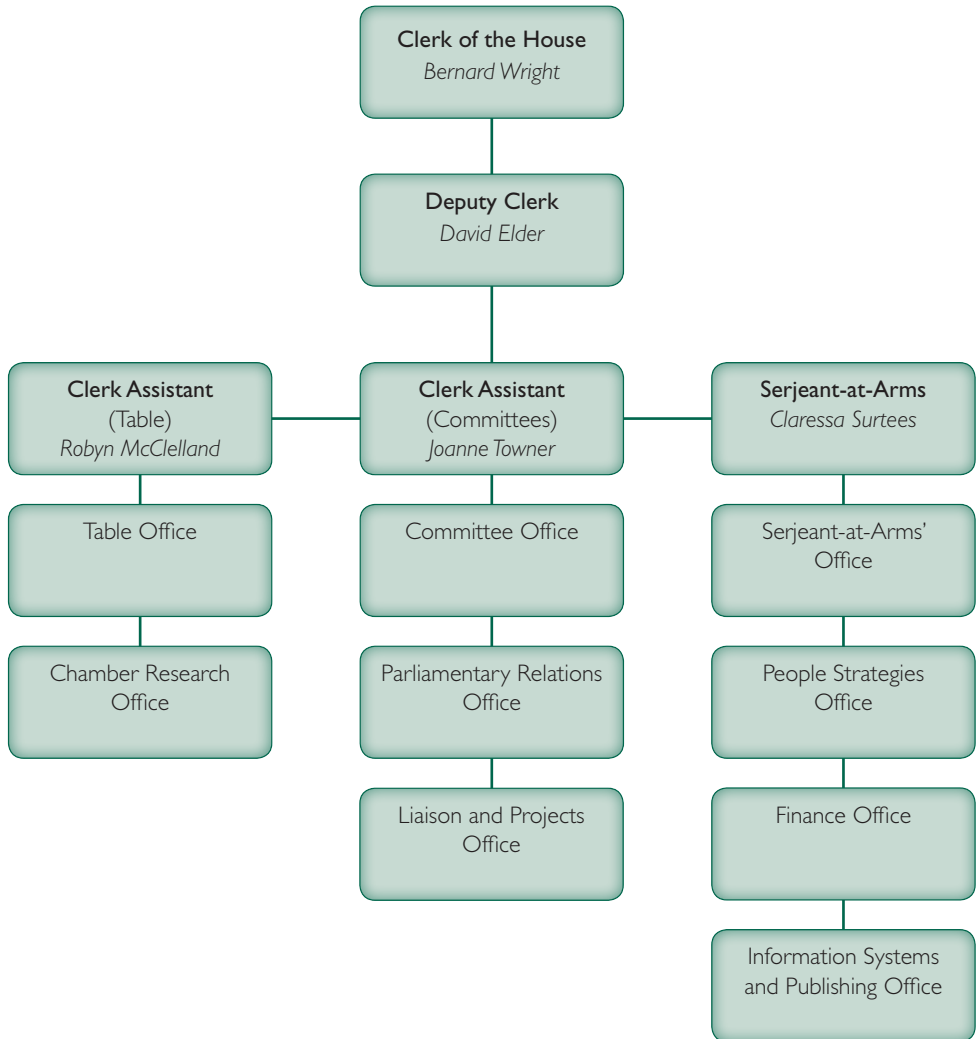 Clerk of the House
Bernard Wright
Deputy Clerk
David Elder
Clerk Assistant
(Table)
Robyn McClelland
Clerk Assistant
(Committees)
Joanne Towner
Serjeant-at-Arms
Claressa Surtees
Table Office
Committee Office
Serjeant-at-Arms’
Office
Chamber Research
Office
Parliamentary Relations
Office
People Strategies
Office
Liaison and Projects
Office
Finance Office
Information Systems
and Publishing Office